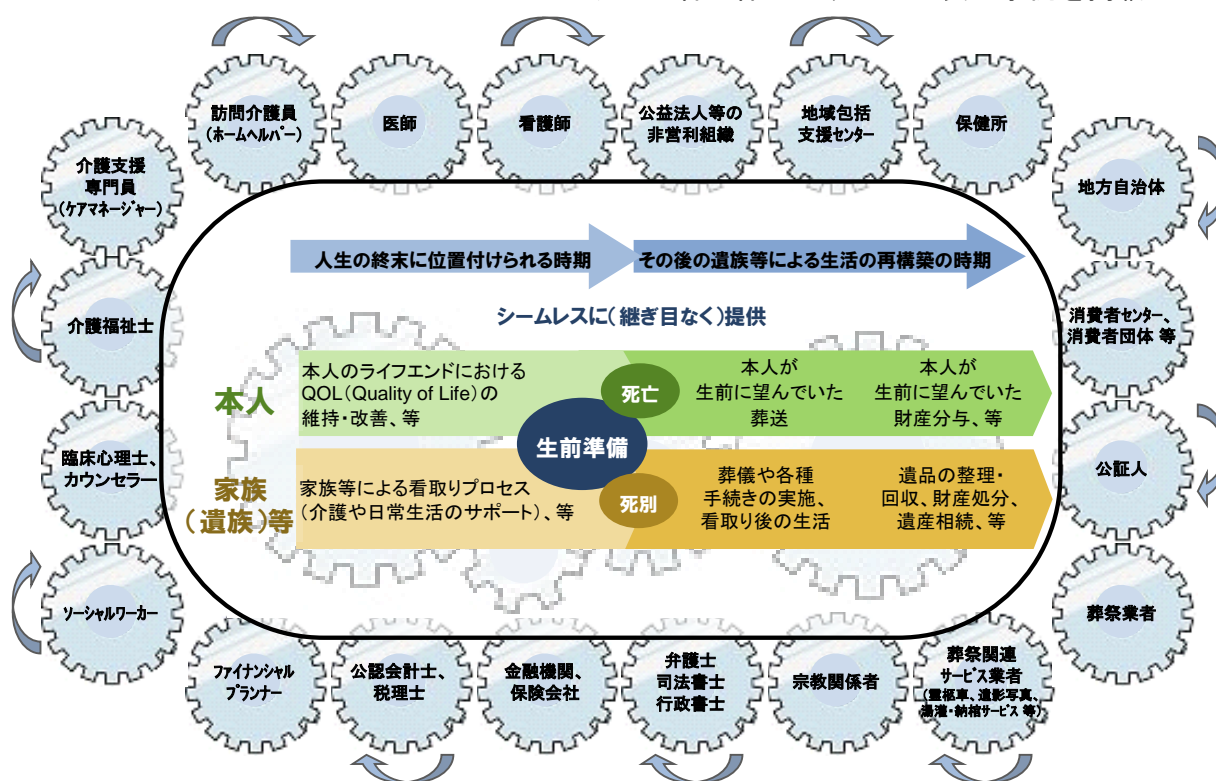 訪問介護員
(ホームヘルパー)
医師
看護師
公益法人等の
非営利組織
地域包括
支援センター
保健所
介護支援
専門員
(ケアマネージャー)
地方自治体
人生の終末に位置付けられる時期
その後の遺族等による生活の再構築の時期
介護福祉士
シームレスに(継ぎ目なく)提供
消費者センター、
消費者団体 等
本人
本人のライフエンドにおける
QOL(Quality of Life)の
維持・改善、等
死亡
本人が
生前に望んでいた
葬送
本人が
生前に望んでいた
財産分与、等
生前準備
臨床心理士、
カウンセラー
公証人
家族
(遺族)等
家族等による看取りプロセス
(介護や日常生活のサポート)、等
死別
葬儀や各種
手続きの実施、
看取り後の生活
遺品の整理・
回収、財産処分、
遺産相続、等
ソーシャルワーカー
葬祭業者
ファイナンシャル
プランナー
公認会計士、
税理士
金融機関、
保険会社
弁護士
司法書士
行政書士
宗教関係者
葬祭関連
サービス業者
(霊柩車、遺影写真、
湯灌・納棺サービス 等)